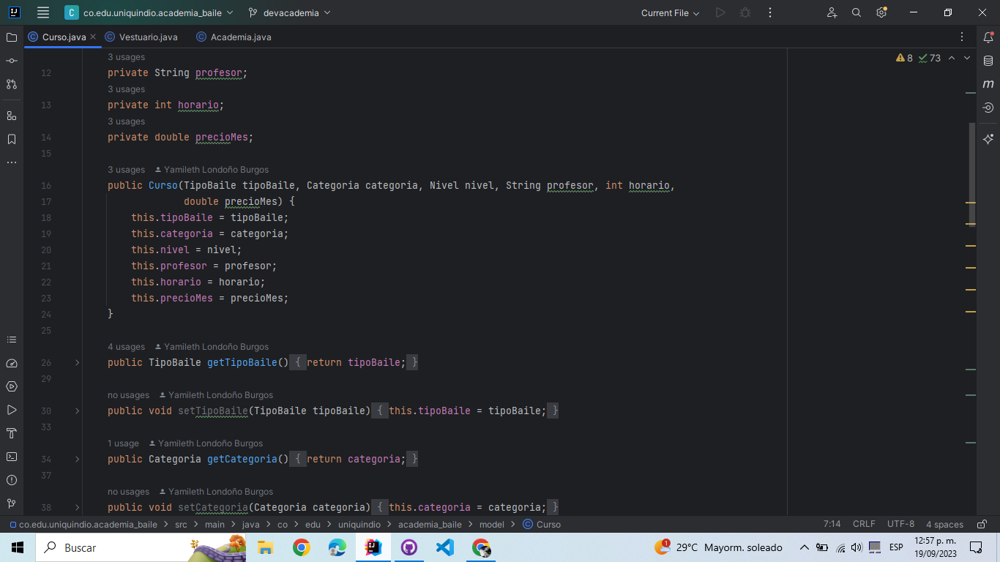 co.edu.uniquindio.academia_baile devacademia Current File
Curso.java Vestuario.java Academia.java
8 73
3 usages
12 private String profesor;
3 usages
13 private int horario;
3 usages
14 private double precioMes;
15
3 usages Yamileth Londoño Burgos
16 public Curso(TipoBaile tipoBaile, Categoria categoria, Nivel nivel, String profesor, int horario,
17 double precioMes) {
18 this.tipoBaile = tipoBaile;
19 this.categoria = categoria;
20 this.nivel = nivel;
21 this.profesor = profesor;
22 this.horario = horario;
23 this.precioMes = precioMes;
24 }
25
4 usages Yamileth Londoño Burgos
26 public TipoBaile getTipoBaile() { return tipoBaile; }
29
no usages Yamileth Londoño Burgos
30 public void setTipoBaile(TipoBaile tipoBaile) { this.tipoBaile = tipoBaile; }
33
1 usage Yamileth Londoño Burgos
34 public Categoria getCategoria() { return categoria; }
37
no usages Yamileth Londoño Burgos
38 public void setCategoria(Categoria categoria) { this.categoria = categoria; }
co.edu.uniquindio.academia_baile > src > main > java > co > edu > uniquindio > academia_baile > model > Curso 7:14 CRLF UTF-8 4 spaces
Buscar 1 29°C Mayorm. soleado ESP 12:57 p. m.
19/09/2023